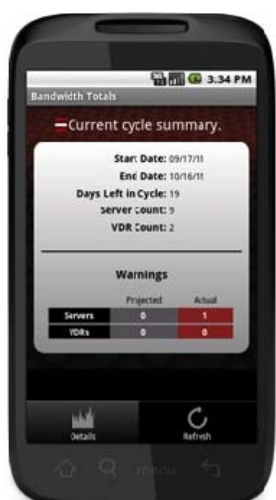 3:34 PM
Bandwidth Totals
Current cycle summary.
Start Date: 09/17/11
End Date: 10/16/11
Days Left in Cycle: 19
Server Count: 9
VDR Count: 2
Warnings
Projected Actual
Servers 0 1
VDRs 0 0
Details Refresh
menu